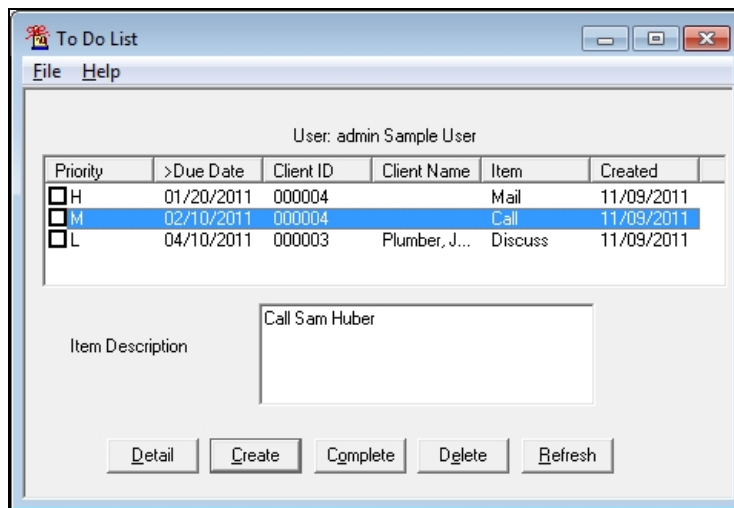 To Do List
File Help
User: admin Sample User
Priority >Due Date Client ID Client Name Item Created
H 01/20/2011 000004 Mail 11/09/2011
M 02/10/2011 000004 Call 11/09/2011
L 04/10/2011 000003 Plumber, J... Discuss 11/09/2011
Call Sam Huber
Item Description
Detail Create Complete Delete Refresh